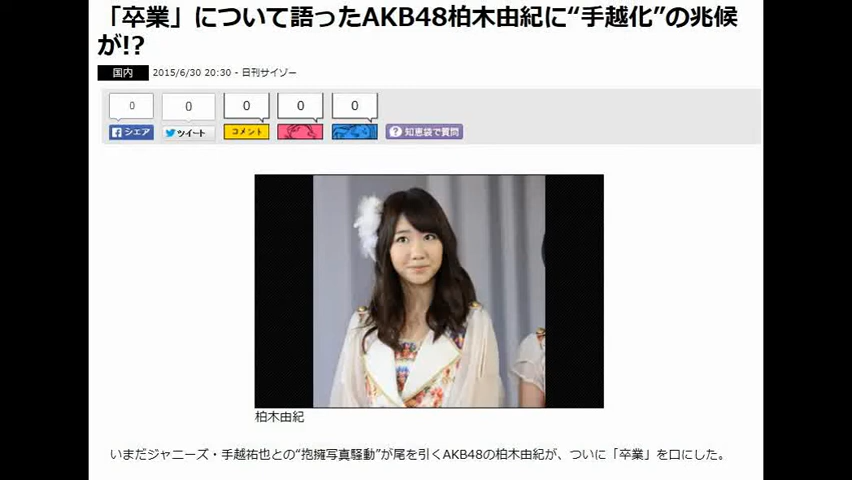 「卒業」について語ったAKB48柏木由紀に“手越化”の兆候
が!?
国内 2015/6/30 20:30 - 日刊サイゾー
0 0 0 0 0
シェア ツイート コメント ? 知恵袋で質問
柏木由紀
いまだジャニーズ・手越祐也との“抱擁写真騒動”が尾を引くAKB48の柏木由紀が、ついに「卒業」を口にした。